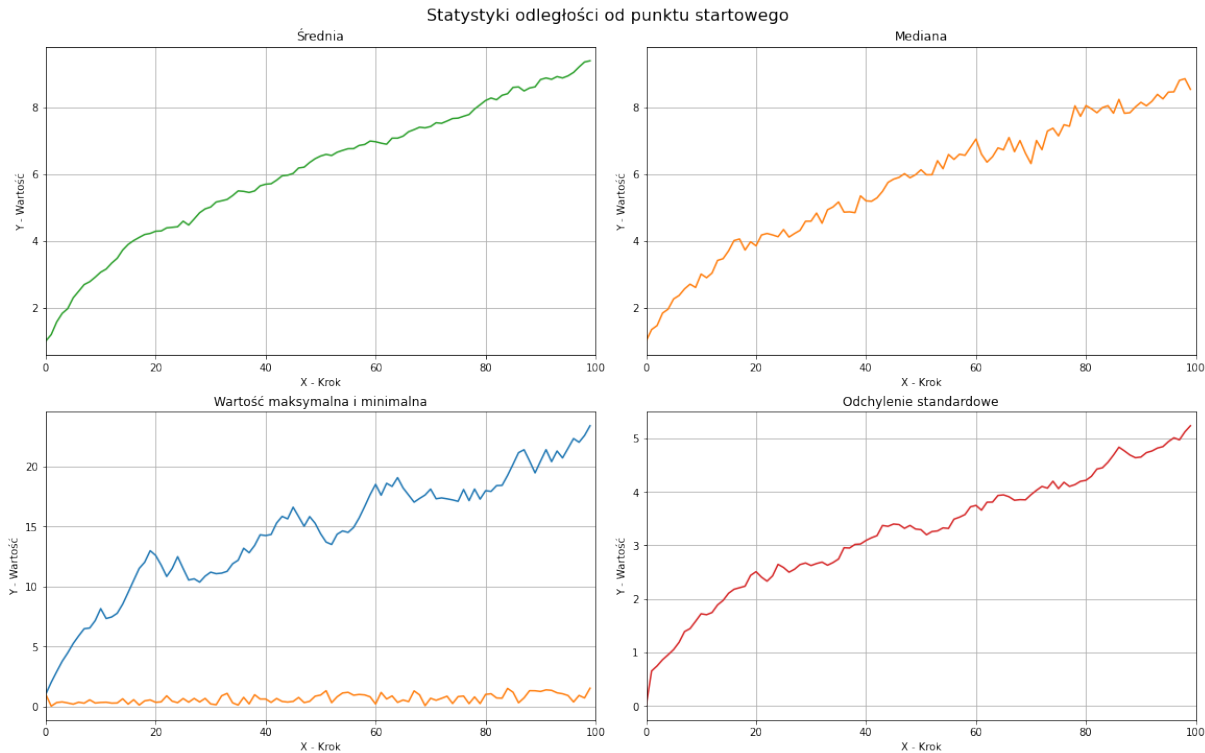 Statystyki odległości od punktu startowego
Średnia
Y - Wartość
8
6
4
2
0 20 40 60 80 100
X - Krok
Mediana
Y - Wartość
8
6
4
2
0 20 40 60 80 100
X - Krok
Wartość maksymalna i minimalna
Y - Wartość
20
15
10
5
0
0 20 40 60 80 100
X - Krok
Odchylenie standardowe
Y - Wartość
5
4
3
2
1
0
0 20 40 60 80 100
X - Krok